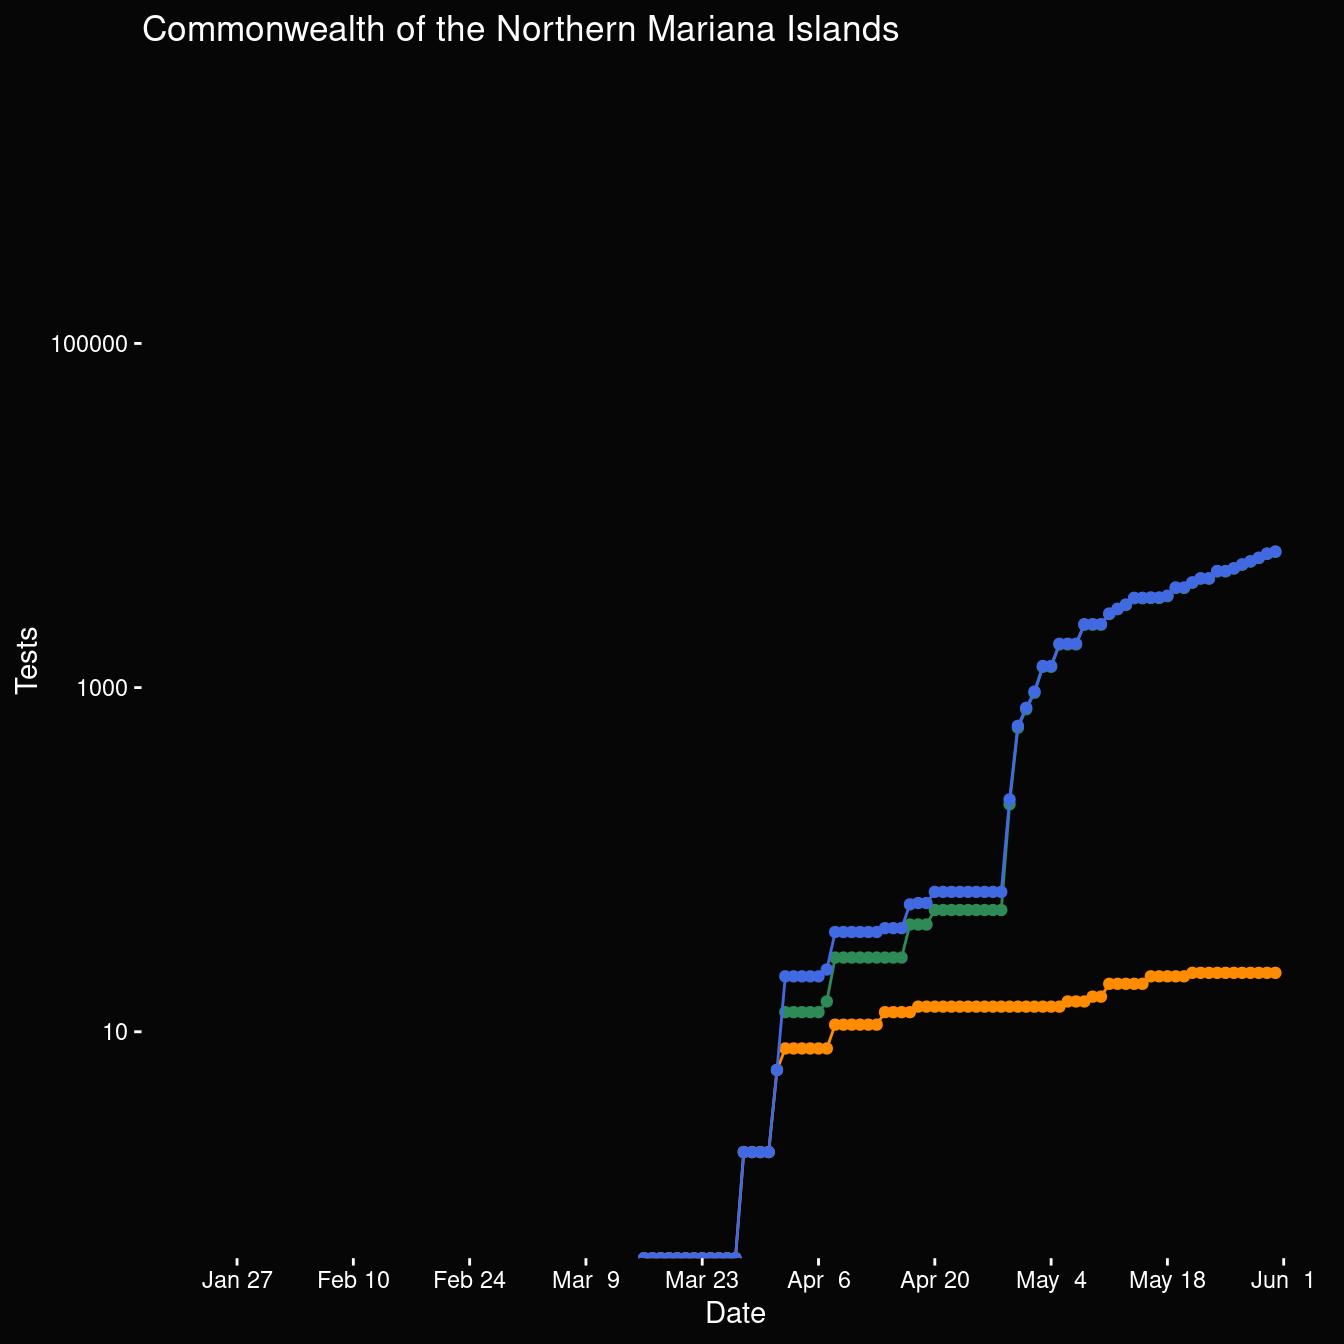 Commonwealth of the Northern Mariana Islands
100000
1000
10
Tests
Jan 27 Feb 10 Feb 24 Mar  9 Mar 23 Apr  6 Apr 20 May  4 May 18 Jun  1
Date